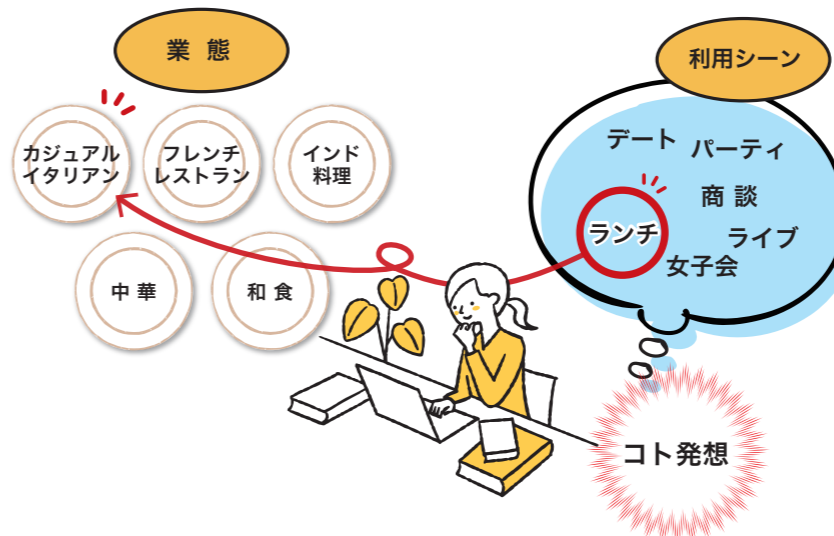 業 態
利用シーン
カジュアル
イタリアン
フレンチ
レストラン
インド
料理
中 華
和 食
デート
パーティ
商 談
ランチ
ライブ
女子会
コト発想